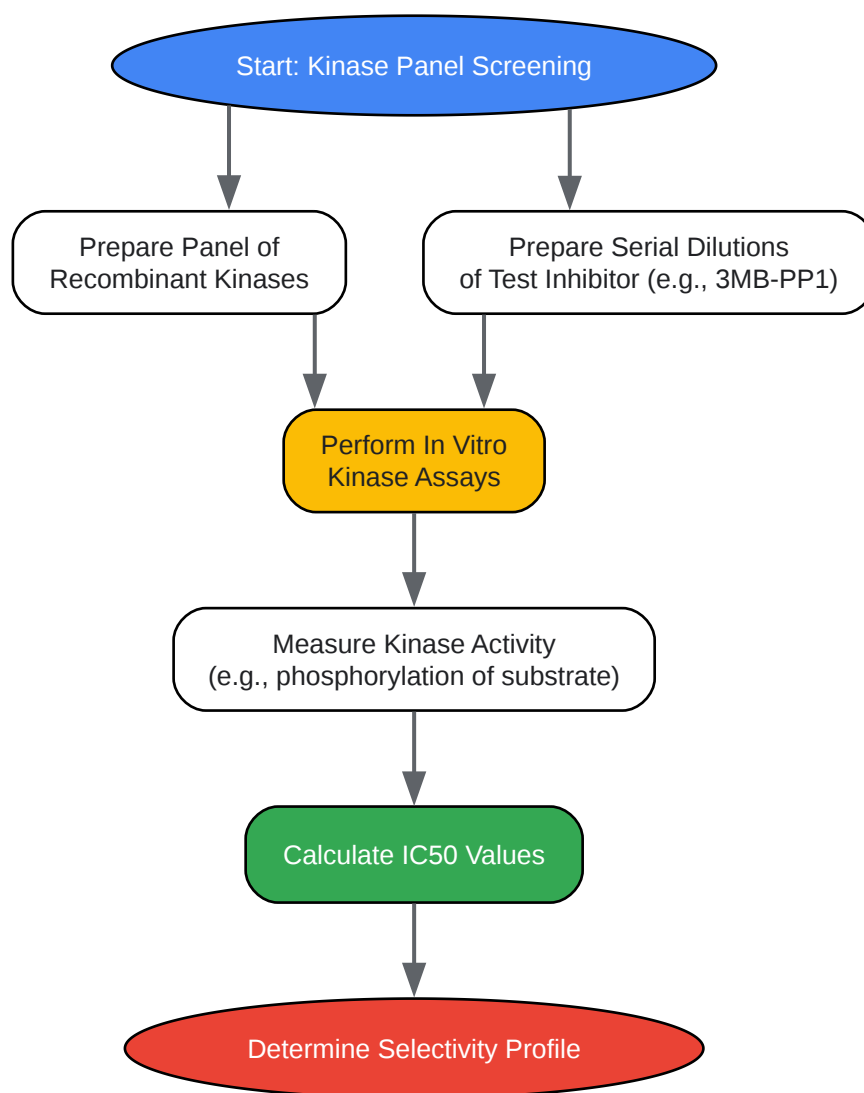 Start: Kinase Panel Screening
Prepare Panel of
Recombinant Kinases
Prepare Serial Dilutions
of Test Inhibitor (e.g., 3MB-PP1)
Perform In Vitro
Kinase Assays
Measure Kinase Activity
(e.g., phosphorylation of substrate)
Calculate IC50 Values
Determine Selectivity Profile